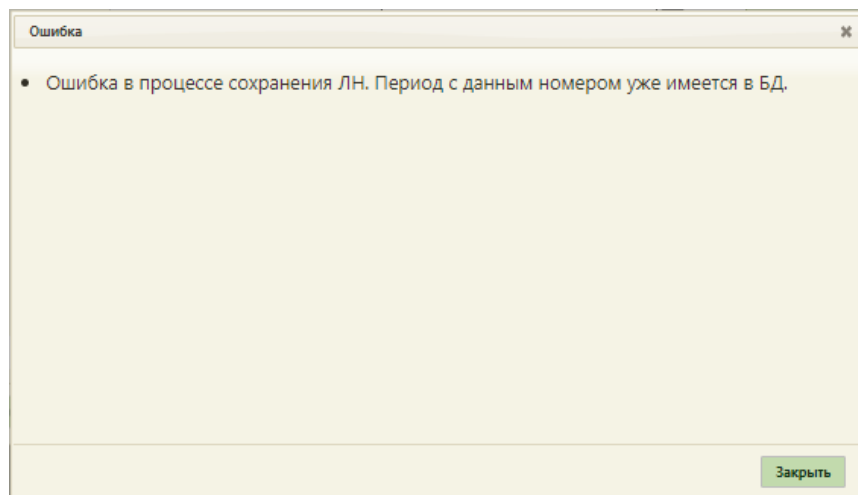 Ошибка
Ошибка в процессе сохранения ЛН. Период с данным номером уже имеется в БД.
Закрыть